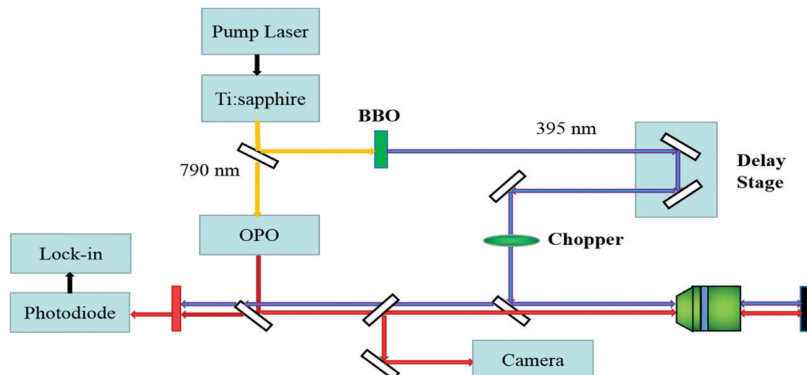 Pump Laser
Ti:sapphire
BBO
395 nm
790 nm
Delay
Stage
OPO
Chopper
Lock-in
Photodiode
Camera